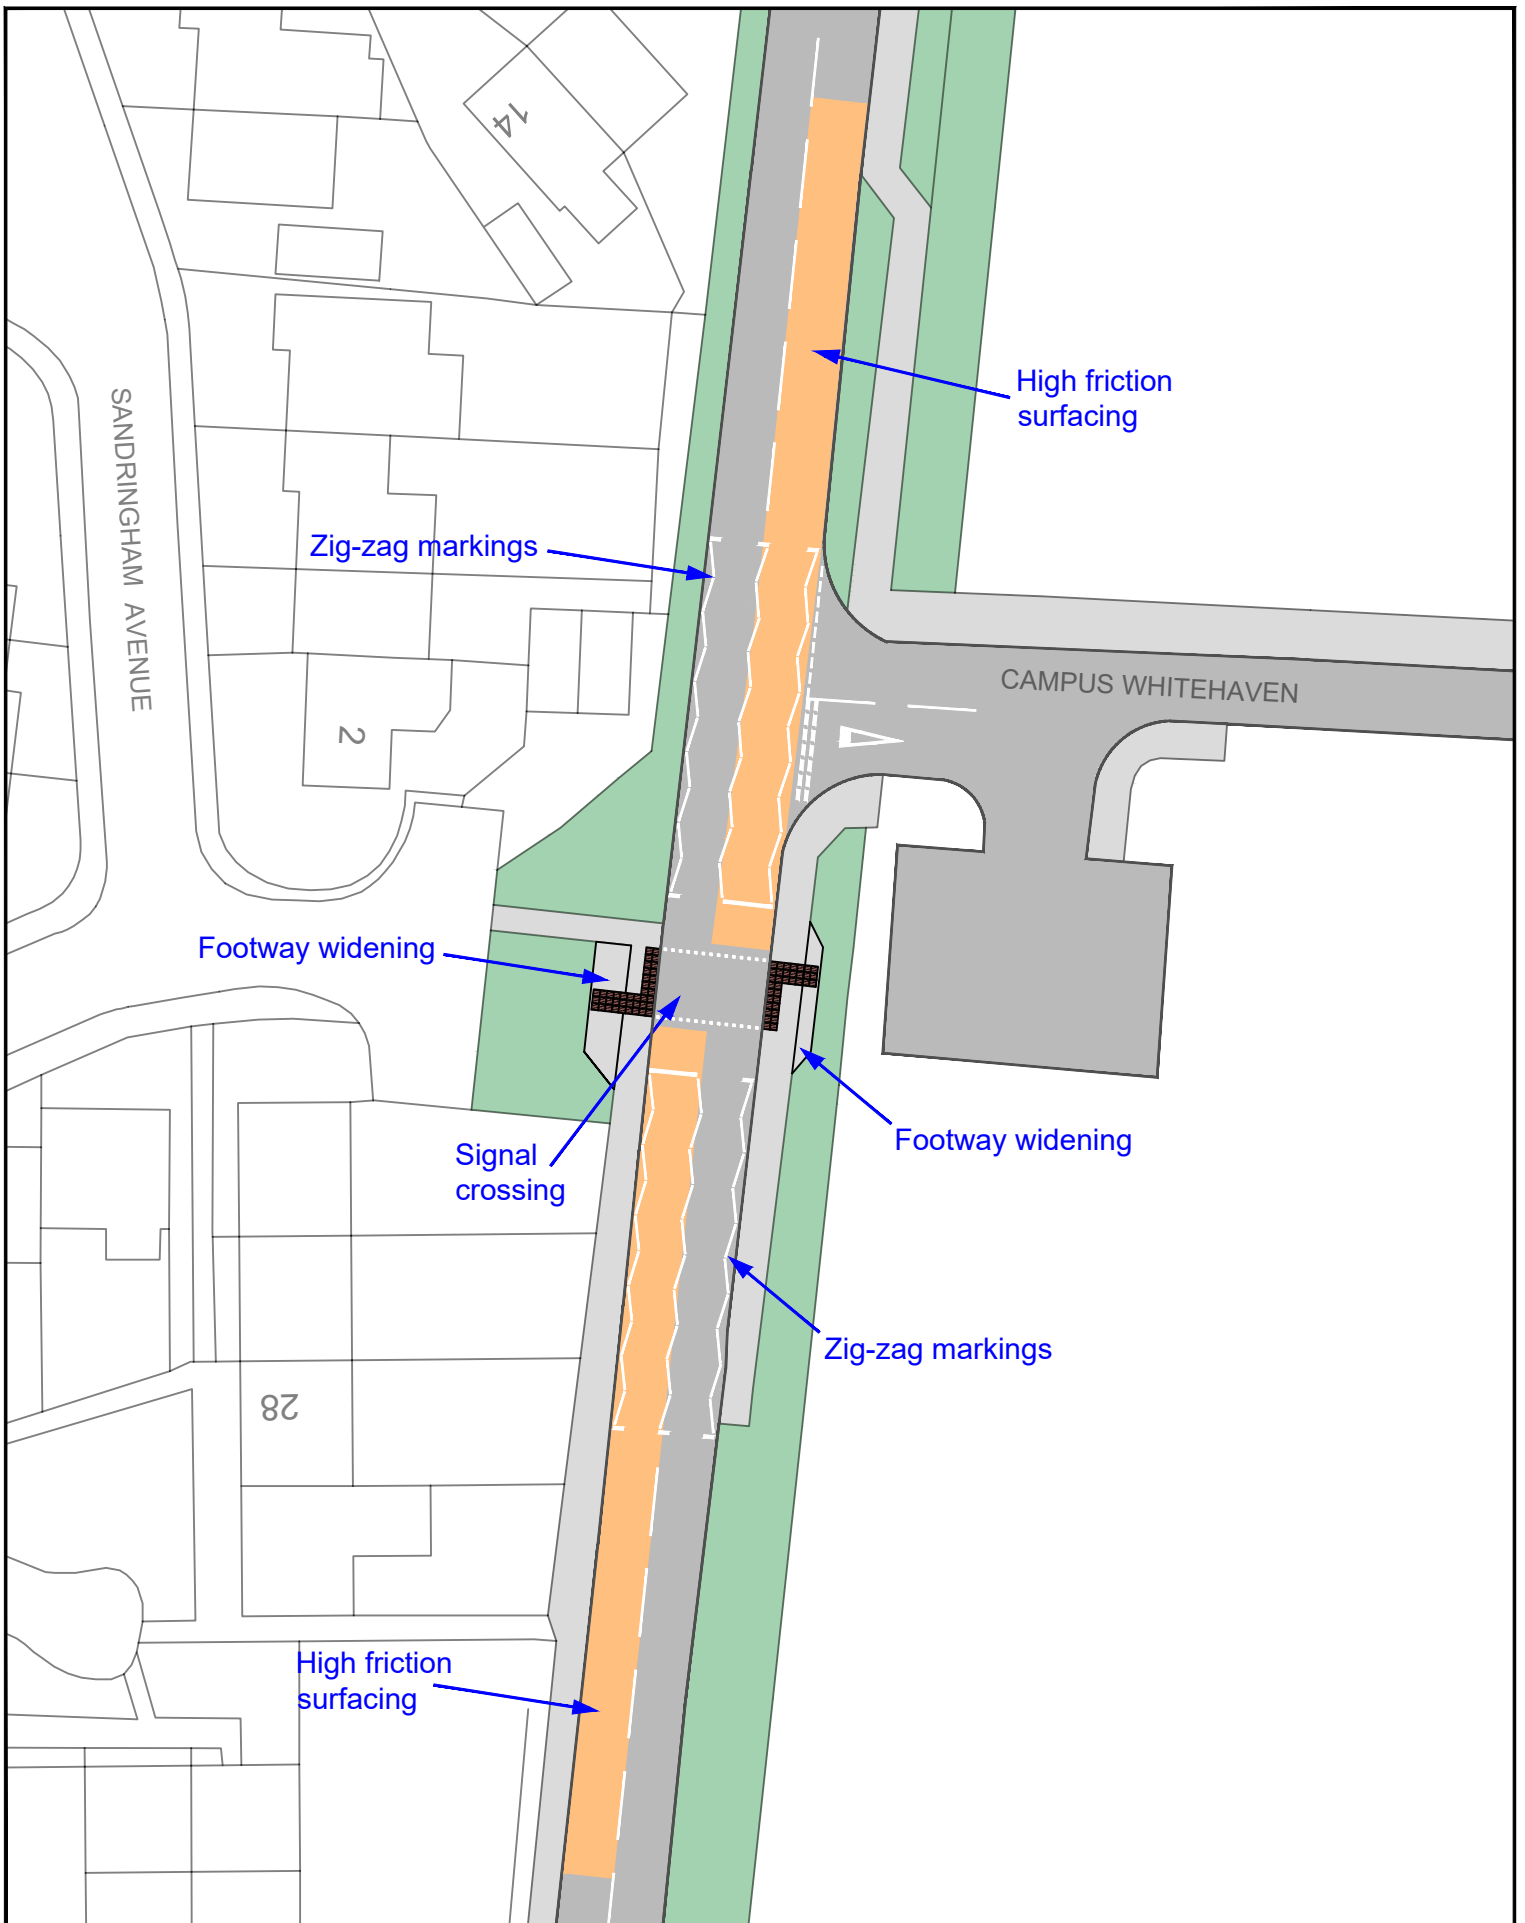 14
High friction
surfacing
SANDRINGHAM AVENUE
Zig-zag markings
CAMPUS WHITEHAVEN
2
Footway widening
Footway widening
Signal
crossing
Zig-zag markings
28
High friction
surfacing